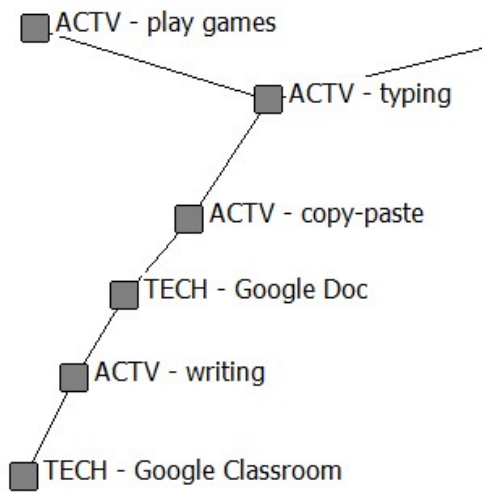 ACTV - play games
ACTV - typing
ACTV - copy-paste
TECH - Google Doc
ACTV - writing
TECH - Google Classroom